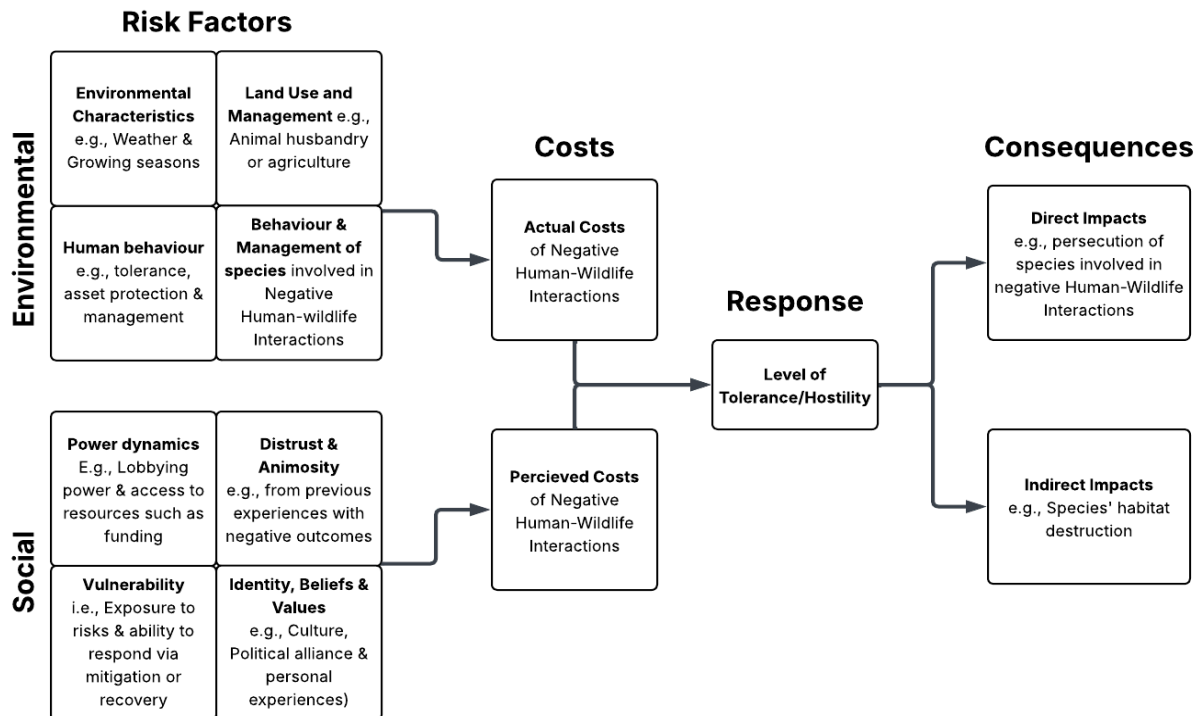 Risk Factors
Environmental
Environmental
Characteristics
e.g., Weather &
Growing seasons
Land Use and
Management e.g.,
Animal husbandry
or agriculture
Human behaviour
e.g., tolerance,
asset protection &
management
Behaviour &
Management of
species involved in
Negative
Human-wildlife
Interactions
Social
Power dynamics
E.g., Lobbying
power & access to
resources such as
funding
Distrust &
Animosity
e.g., from previous
experiences with
negative outcomes
Vulnerability
i.e., Exposure to
risks & ability to
respond via
mitigation or
recovery
Identity, Beliefs &
Values
e.g., Culture,
Political alliance &
personal
experiences)
Costs
Actual Costs
of Negative
Human-Wildlife
Interactions
Percieved Costs
of Negative
Human-Wildlife
Interactions
Response
Level of
Tolerance/Hostility
Consequences
Direct Impacts
e.g., persecution of
species involved in
negative Human-Wildlife
Interactions
Indirect Impacts
e.g., Species' habitat
destruction